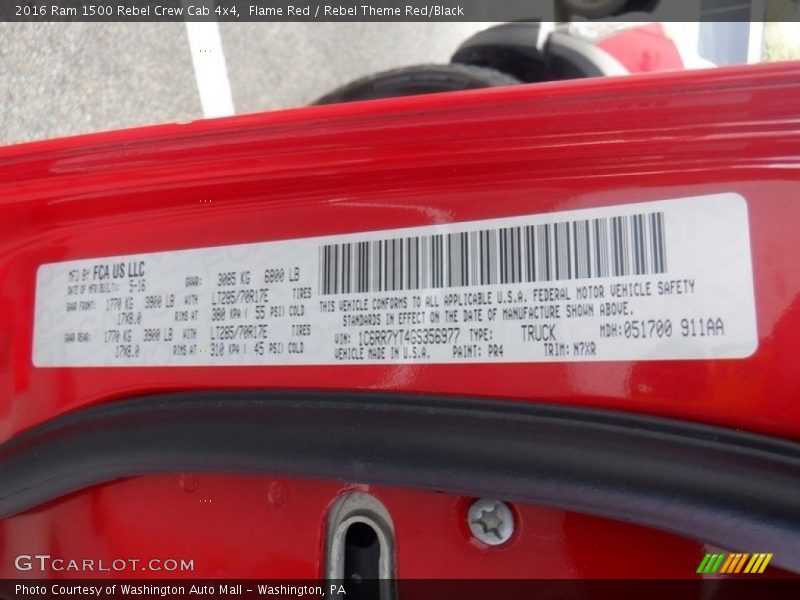 2016 Ram 1500 Rebel Crew Cab 4x4,  Flame Red / Rebel Theme Red/Black
MFD BY FCA US LLC
DATE OF MFR/BUILT: 5-16 GVWR: 3085 KG 6800 LB
GAWR FRONT: 1770 KG 3900 LB WITH LT285/70R17E TIRES
17X8.0 RIMS AT 380 KPA ( 55 PSI) COLD
GAWR REAR: 1770 KG 3900 LB WITH LT285/70R17E TIRES
17X8.0 RIMS AT 310 KPA ( 45 PSI) COLD
THIS VEHICLE CONFORMS TO ALL APPLICABLE U.S.A. FEDERAL MOTOR VEHICLE SAFETY
STANDARDS IN EFFECT ON THE DATE OF MANUFACTURE SHOWN ABOVE.
VIN: 1C6RR7YT4GS356977 TYPE: TRUCK MDH:051700 911AA
VEHICLE MADE IN U.S.A. PAINT: PR4 TRIM: N7XR
GTCARLOT.COM
Photo Courtesy of Washington Auto Mall – Washington, PA